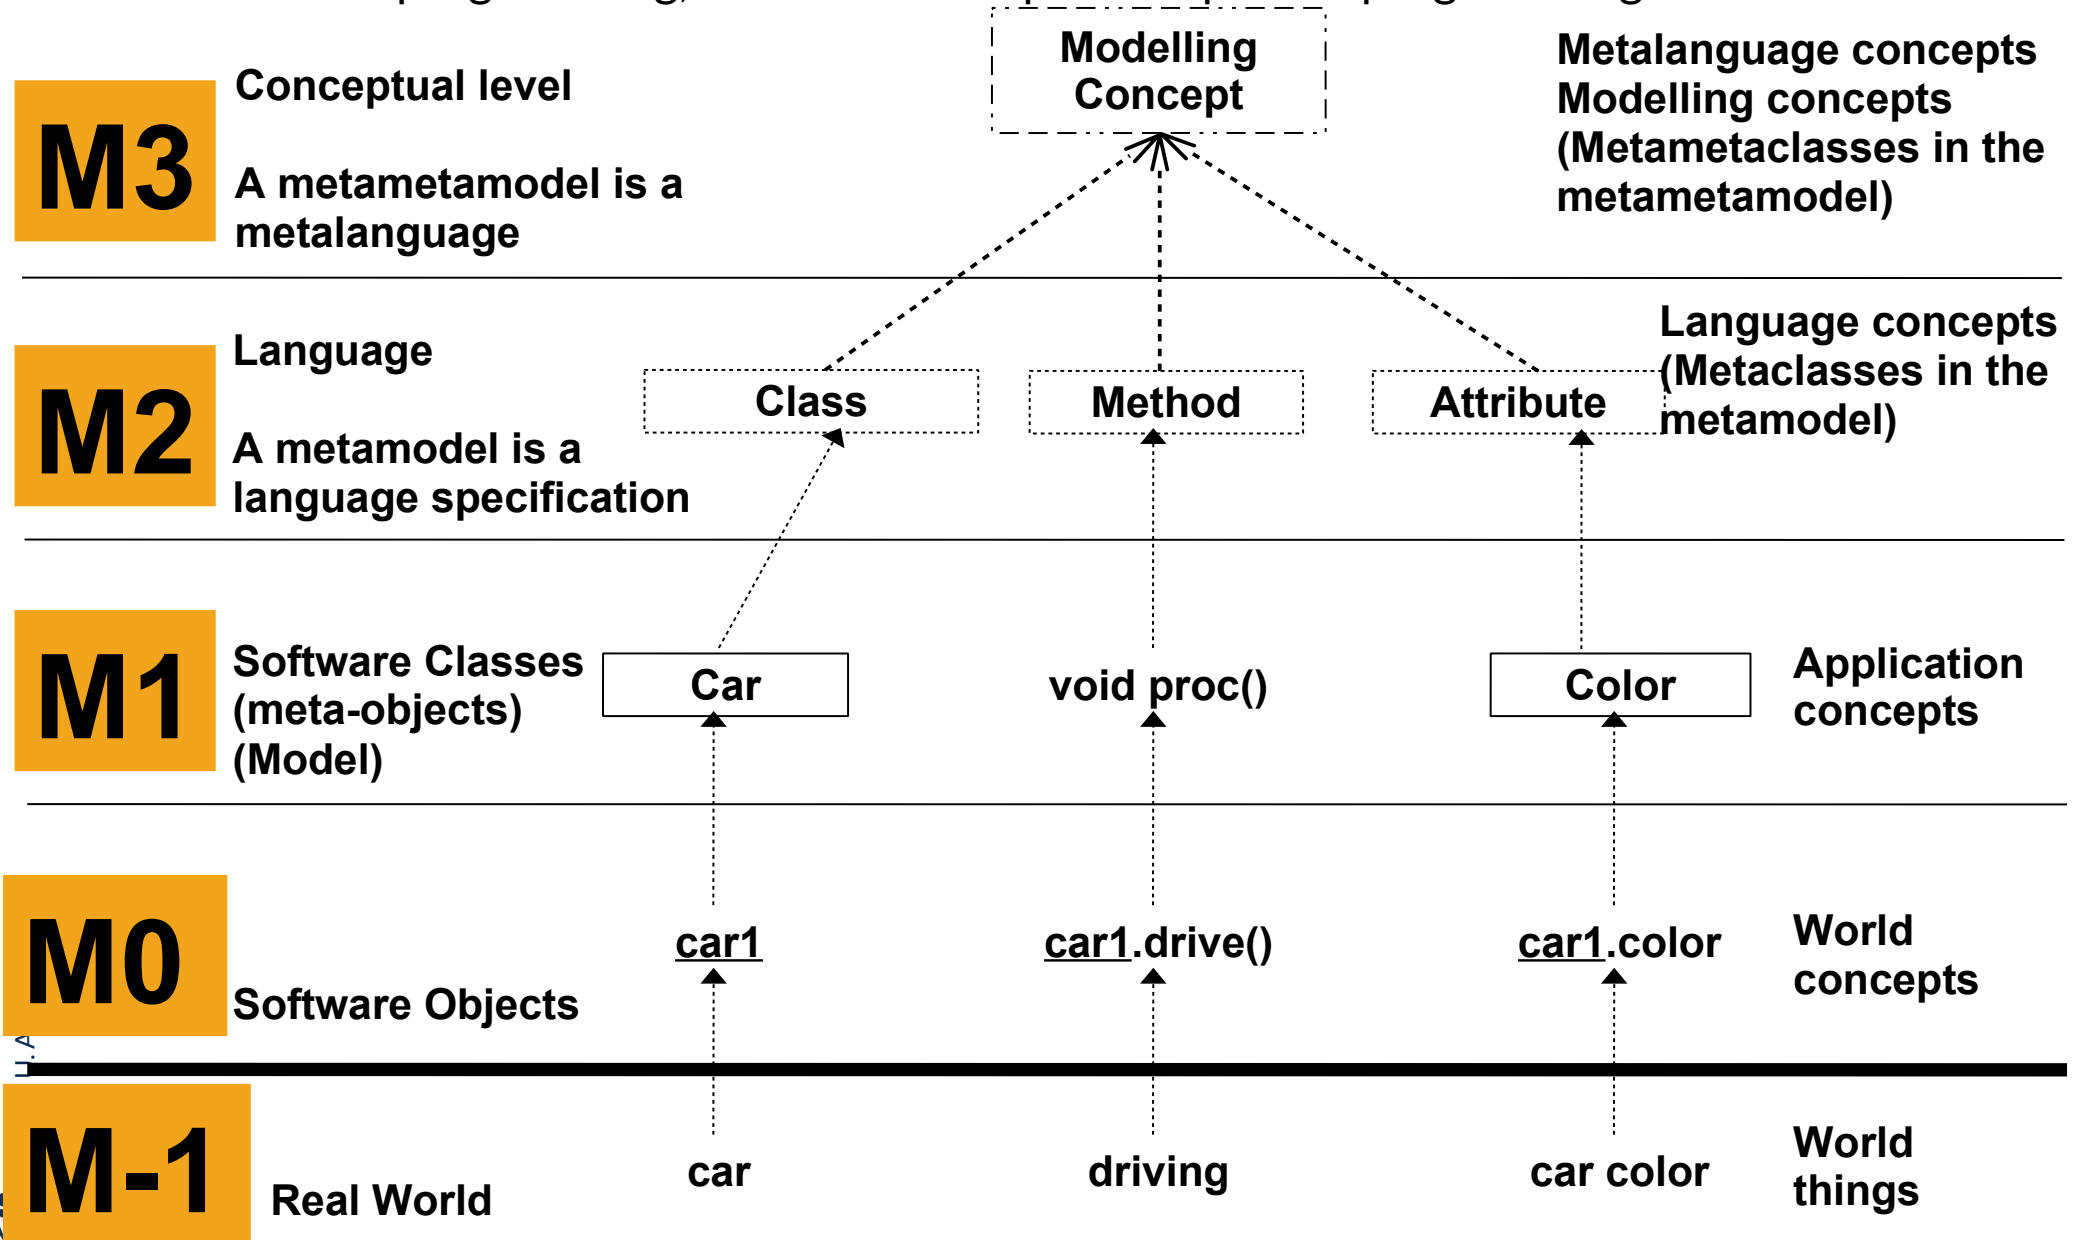 Modelling
Concept
Metalanguage concepts
Modelling concepts
(Metametaclasses in the
metametamodel)
M3
Conceptual level
A metametamodel is a
metalanguage
M2
Language
A metamodel is a
language specification
Class
Method
Attribute
Language concepts
(Metaclasses in the
metamodel)
M1
Software Classes
(meta-objects)
(Model)
Car
void proc()
Color
Application
concepts
M0
Software Objects
car1
car1.drive()
car1.color
World
concepts
M-1
Real World
car
driving
car color
World
things